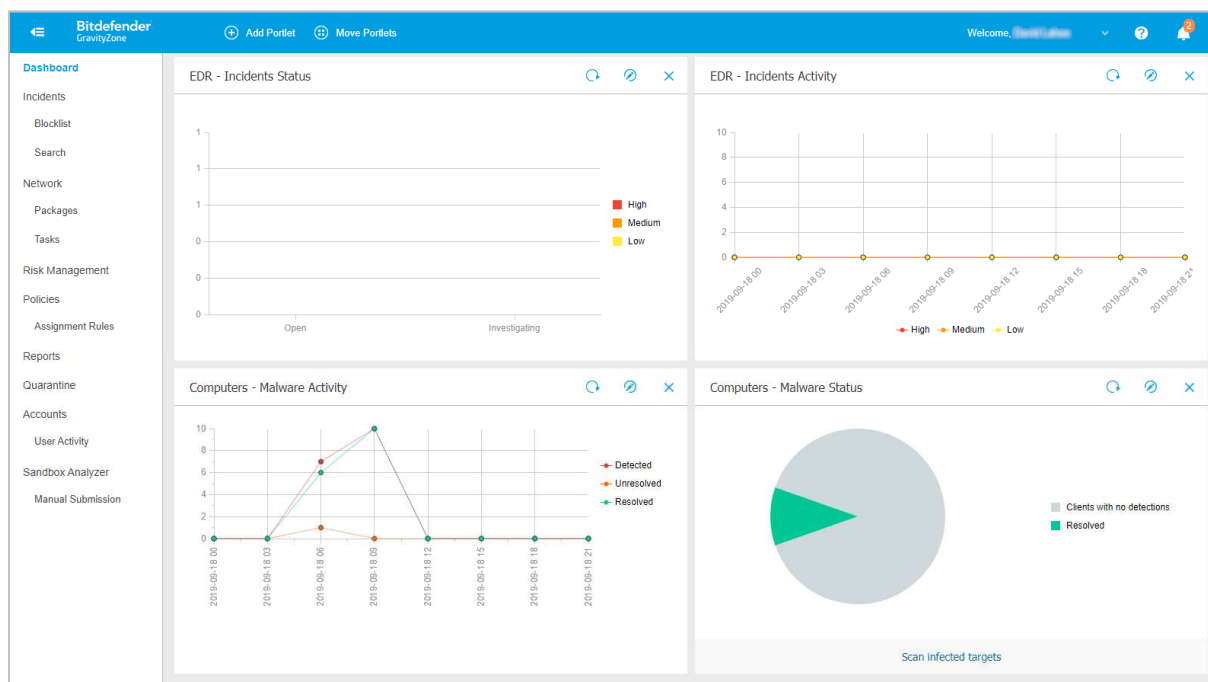 Bitdefender
GravityZone
Add Portlet
Move Portlets
Welcome,
2
Dashboard
Incidents
Blocklist
Search
Network
Packages
Tasks
Risk Management
Policies
Assignment Rules
Reports
Quarantine
Accounts
User Activity
Sandbox Analyzer
Manual Submission
EDR - Incidents Status
1
1
1
0
0
0
Open
Investigating
High
Medium
Low
EDR - Incidents Activity
10
8
6
4
2
0
2019-09-18 00
2019-09-18 03
2019-09-18 06
2019-09-18 09
2019-09-18 12
2019-09-18 15
2019-09-18 18
2019-09-18 21
High
Medium
Low
Computers - Malware Activity
10
8
6
4
2
0
2019-09-18 00
2019-09-18 03
2019-09-18 06
2019-09-18 09
2019-09-18 12
2019-09-18 15
2019-09-18 18
2019-09-18 21
Detected
Unresolved
Resolved
Computers - Malware Status
Clients with no detections
Resolved
Scan infected targets